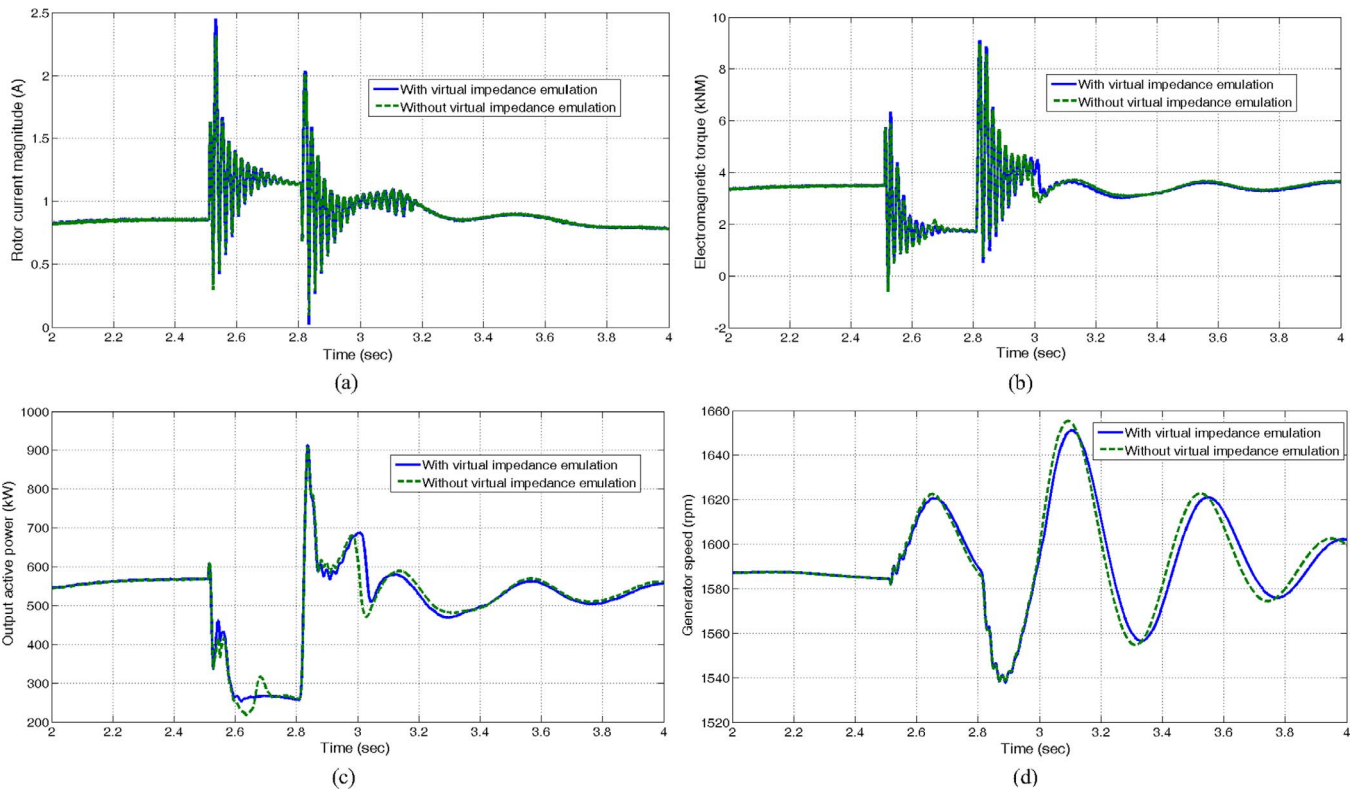 2.5
2
1.5
1
0.5
0
Rotor current magnitude (A)
With virtual impedance emulation
Without virtual impedance emulation
2 2.2 2.4 2.6 2.8 3 3.2 3.4 3.6 3.8 4
Time (sec)
(a)
10
8
6
4
2
0
-2
Electromagnetic torque (kNM)
With virtual impedance emulation
Without virtual impedance emulation
2 2.2 2.4 2.6 2.8 3 3.2 3.4 3.6 3.8 4
Time (sec)
(b)
1000
900
800
700
600
500
400
300
200
Output active power (kW)
With virtual impedance emulation
Without virtual impedance emulation
2 2.2 2.4 2.6 2.8 3 3.2 3.4 3.6 3.8 4
Time (sec)
(c)
1660
1640
1620
1600
1580
1560
1540
1520
Generator speed (rpm)
With virtual impedance emulation
Without virtual impedance emulation
2 2.2 2.4 2.6 2.8 3 3.2 3.4 3.6 3.8 4
Time (sec)
(d)